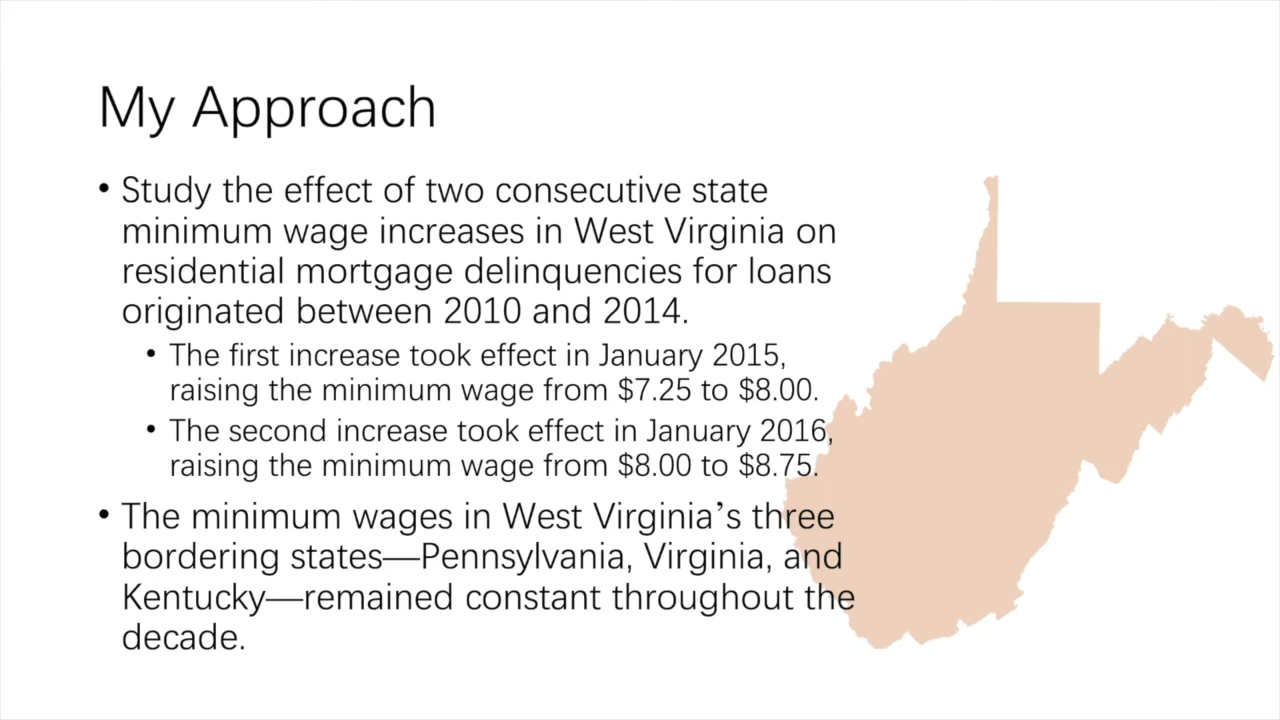 My Approach
• Study the effect of two consecutive state
minimum wage increases in West Virginia on
residential mortgage delinquencies for loans
originated between 2010 and 2014.
• The first increase took effect in January 2015,
raising the minimum wage from $7.25 to $8.00.
• The second increase took effect in January 2016,
raising the minimum wage from $8.00 to $8.75.
• The minimum wages in West Virginia’s three
bordering states—Pennsylvania, Virginia, and
Kentucky—remained constant throughout the
decade.